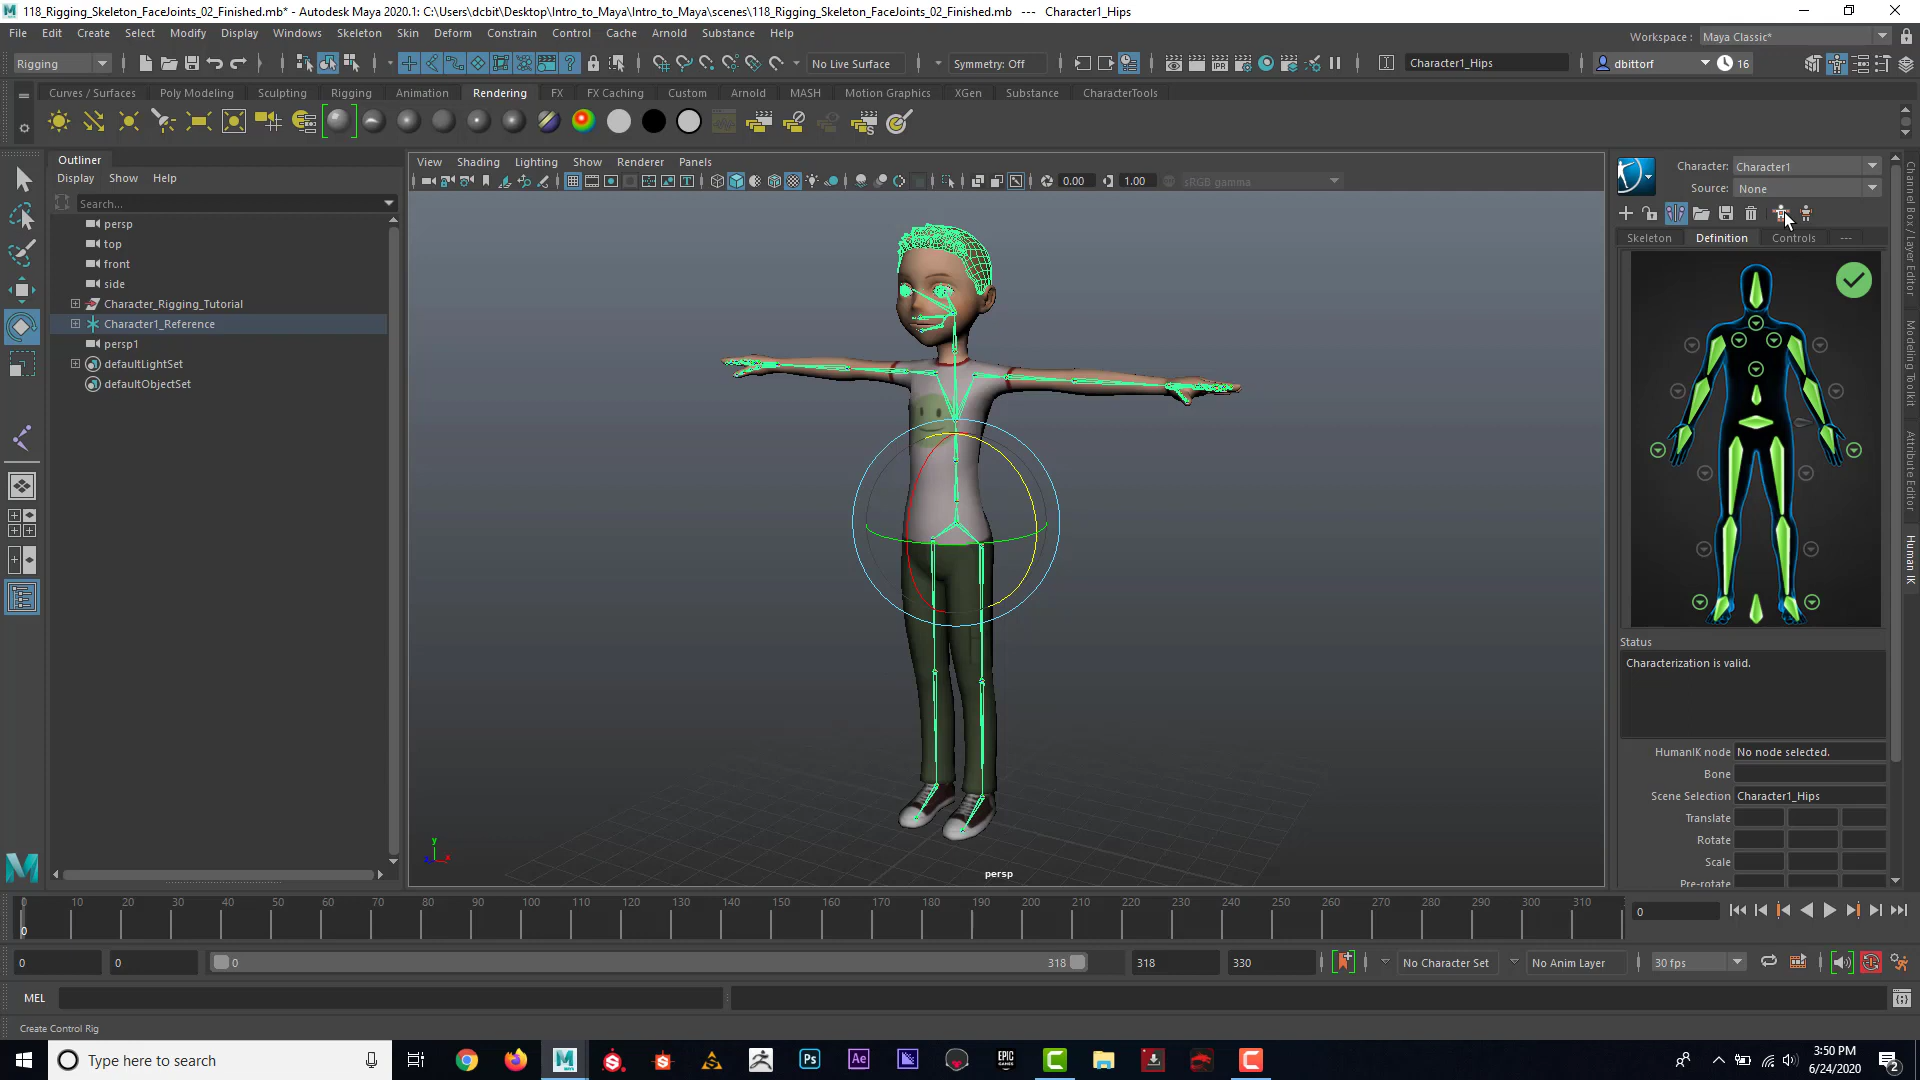 118_Rigging_Skeleton_FaceJoints_02_Finished.mb* - Autodesk Maya 2020.1: C:\Users\dcbit\Desktop\Intro_to_Maya\Intro_to_Maya\scenes\118_Rigging_Skeleton_FaceJoints_02_Finished.mb --- Character1_Hips
File Edit Create Select Modify Display Windows Skeleton Skin Deform Constrain Control Cache Arnold Substance Help
Workspace : Maya Classic*
Rigging No Live Surface Symmetry: Off Character1_Hips dbittorf 16
Curves / Surfaces Poly Modeling Sculpting Rigging Animation Rendering FX FX Caching Custom Arnold MASH Motion Graphics XGen Substance CharacterTools
Outliner
Display Show Help
Search...
persp
top
front
side
Character_Rigging_Tutorial
Character1_Reference
persp1
defaultLightSet
defaultObjectSet
View Shading Lighting Show Renderer Panels
0.00 1.00 sRGB gamma
persp
Character: Character1
Source: None
Skeleton Definition Controls ---
Status
Characterization is valid.
HumanIK node No node selected.
Bone
Scene Selection Character1_Hips
Translate
Rotate
Scale
Pre-rotate
Channel Box / Layer Editor
Modeling Toolkit
Attribute Editor
Human IK
0 10 20 30 40 50 60 70 80 90 100 110 120 130 140 150 160 170 180 190 200 210 220 230 240 250 260 270 280 290 300 310
0
0
0 0 0 318 318 330 No Character Set No Anim Layer 30 fps
MEL
Create Control Rig
Type here to search
Ps Ae EPIC GAMES
3:50 PM
6/24/2020
2